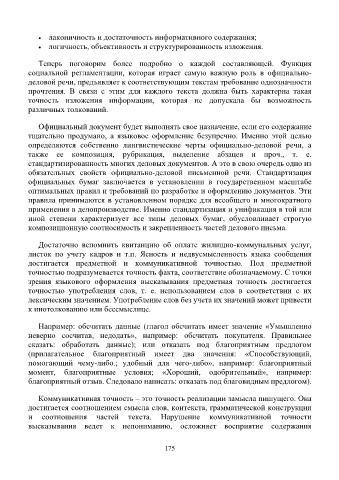 • лаконичность и достаточность информативного содержания;
• логичность, объективность и структурированность изложения.
Теперь поговорим более подробно о каждой составляющей. Функция
социальной регламентации, которая играет самую важную роль в официально-
деловой речи, предъявляет к соответствующим текстам требование однозначности
прочтения. В связи с этим для каждого текста должна быть характерна такая
точность изложения информации, которая не допускала бы возможность
различных толкований.
Официальный документ будет выполнять свое назначение, если его содержание
тщательно продумано, а языковое оформление безупречно. Именно этой целью
определяются собственно лингвистические черты официально-деловой речи, а
также ее композиция, рубрикация, выделение абзацев и проч., т. е.
стандартизированность многих деловых документов. А это в свою очередь одно из
обязательных свойств официально-деловой письменной речи. Стандартизация
официальных бумаг заключается в установлении в государственном масштабе
оптимальных правил и требований по разработке и оформлению документов. Эти
правила принимаются в установленном порядке для всеобщего и многократного
применения в делопроизводстве. Именно стандартизация и унификация в той или
иной степени характеризует все типы деловых бумаг, обусловливает строгую
композиционную соотносимость и закрепленность частей делового письма.
Достаточно вспомнить квитанцию об оплате жилищно-коммунальных услуг,
листок по учету кадров и т.п. Ясность и недвусмысленность языка сообщения
достигается предметной и коммуникативной точностью. Под предметной
точностью подразумевается точность факта, соответствие обозначаемому. С точки
зрения языкового оформления высказывания предметная точность достигается
точностью употребления слов, т. е. использованием слов в соответствии с их
лексическим значением. Употребление слов без учета их значений может привести
к инотолкованию или бессмыслице.
Например: обсчитать данные (глагол обсчитать имеет значение «Умышленно
неверно сосчитав, недодать», например: обсчитать покупателя. Правильнее
сказать: обработать данные); или отказать под благоприятным предлогом
(прилагательное благоприятный имеет два значения: «Способствующий,
помогающий чему-либо.; удобный для чего-либо», например: благоприятный
момент, благоприятные условия; «Хороший, одобрительный», например:
благоприятный отзыв. Следовало написать: отказать под благовидным предлогом).
Коммуникативная точность – это точность реализации замысла пишущего. Она
достигается соотношением смысла слов, контекста, грамматической конструкции
и соотношения частей текста. Нарушение коммуникативной точности
высказывания ведет к непониманию, осложняет восприятие содержания
175